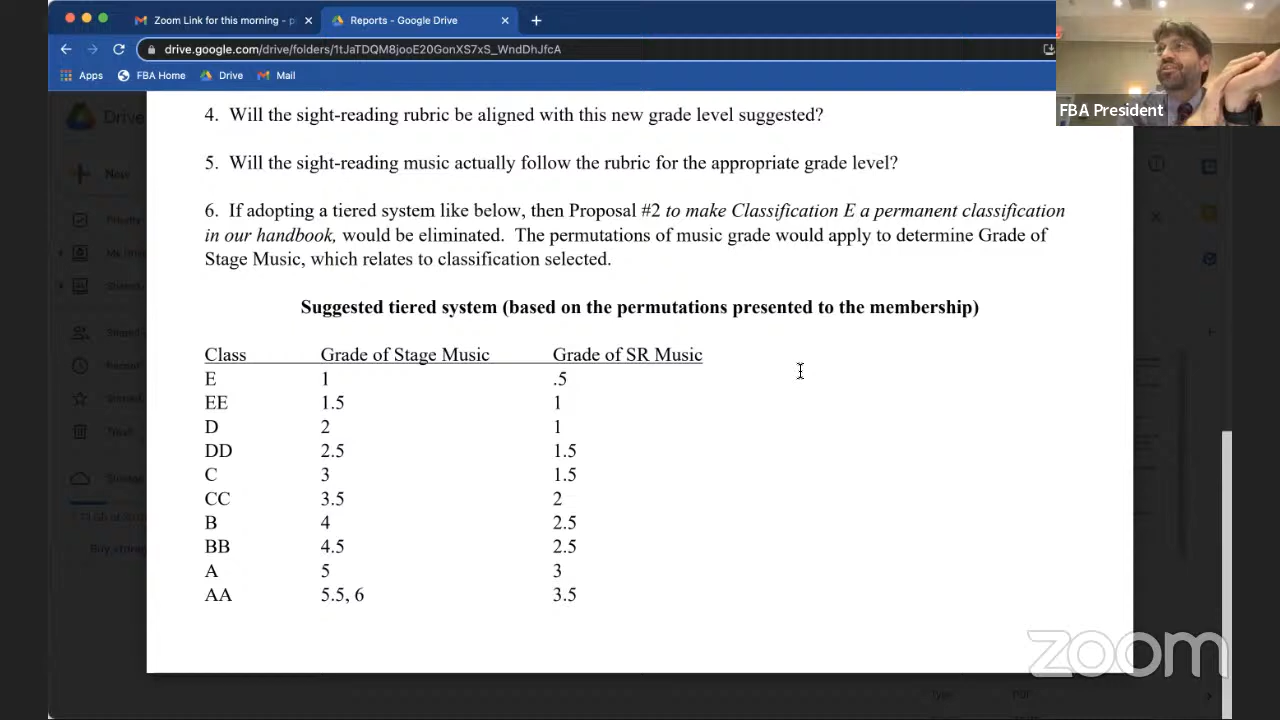 Zoom Link for this morning - p
Reports - Google Drive
drive.google.com/drive/folders/1tJaTDQM8jooE20GonXS7xS_WndDhJfcA
Apps FBA Home Drive Mail
FBA President
Drive
New
4. Will the sight-reading rubric be aligned with this new grade level suggested?
5. Will the sight-reading music actually follow the rubric for the appropriate grade level?
6. If adopting a tiered system like below, then Proposal #2 to make Classification E a permanent classification
in our handbook, would be eliminated. The permutations of music grade would apply to determine Grade of
Stage Music, which relates to classification selected.
Suggested tiered system (based on the permutations presented to the membership)
Class Grade of Stage Music Grade of SR Music
E 1 .5
EE 1.5 1
D 2 1
DD 2.5 1.5
C 3 1.5
CC 3.5 2
B 4 2.5
BB 4.5 2.5
A 5 3
AA 5.5, 6 3.5
zoom